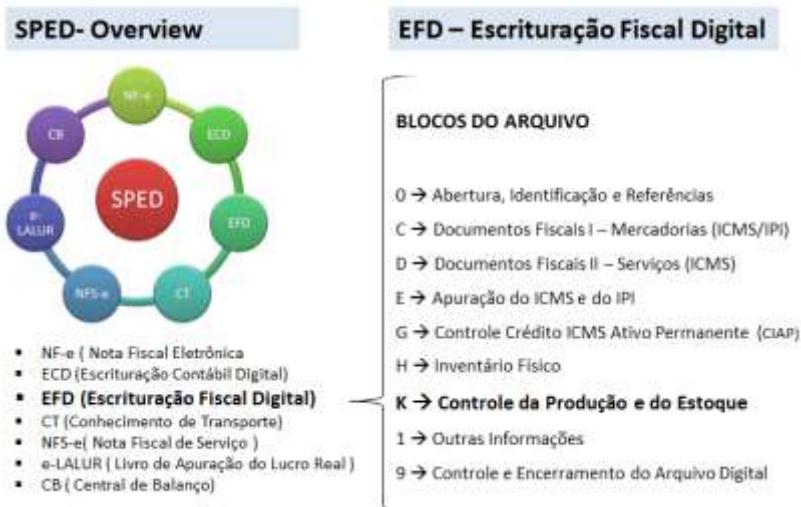 SPED- Overview
NF-e
ECD
EFD
CT
NFS-e
e-
LALUR
CB
SPED
▪ NF-e ( Nota Fiscal Eletrônica
▪ ECD (Escrituração Contábil Digital)
▪ EFD (Escrituração Fiscal Digital)
▪ CT (Conhecimento de Transporte)
▪ NFS-e( Nota Fiscal de Serviço )
▪ e-LALUR ( Livro de Apuração do Lucro Real )
▪ CB ( Central de Balanço)
EFD – Escrituração Fiscal Digital
BLOCOS DO ARQUIVO
0 → Abertura, Identificação e Referências
C → Documentos Fiscais I – Mercadorias (ICMS/IPI)
D → Documentos Fiscais II – Serviços (ICMS)
E → Apuração do ICMS e do IPI
G → Controle Crédito ICMS Ativo Permanente (CIAP)
H → Inventário Físico
K → Controle da Produção e do Estoque
1 → Outras Informações
9 → Controle e Encerramento do Arquivo Digital